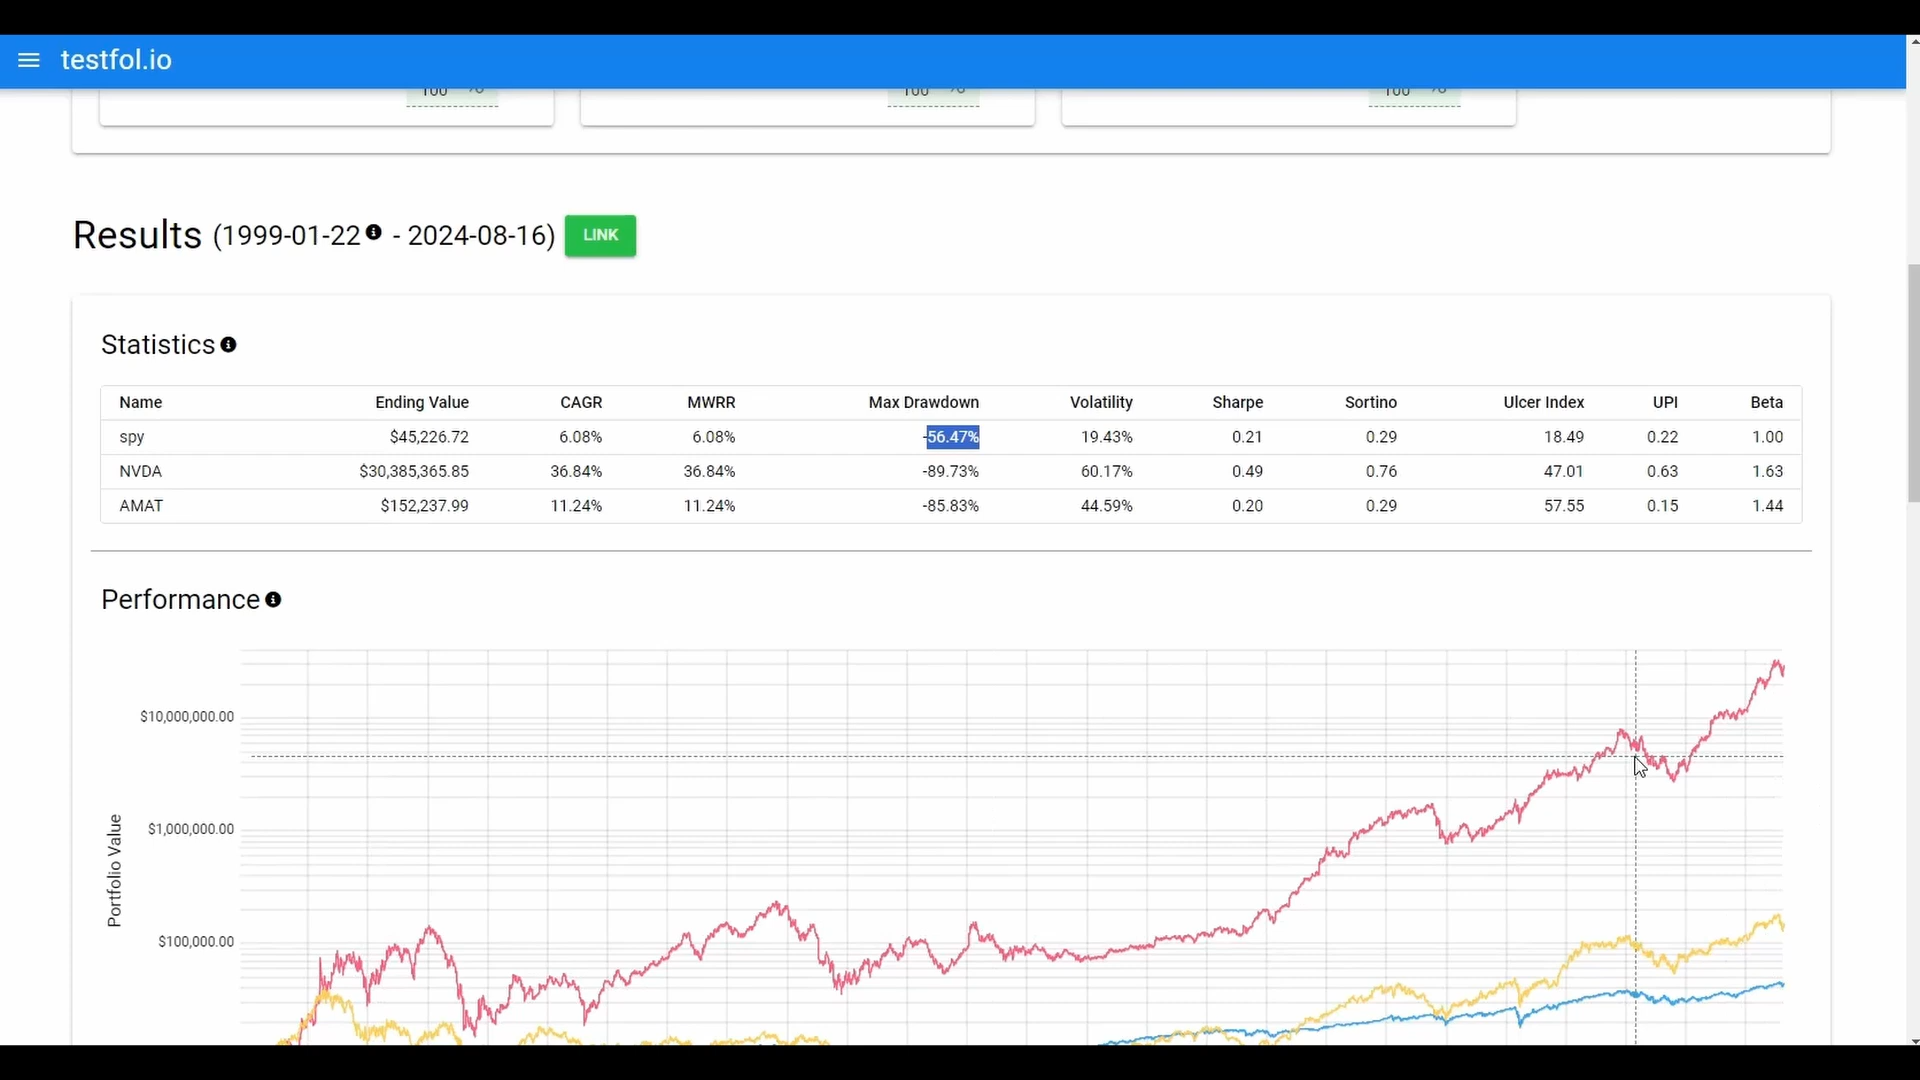 testfol.io
100 % 100 % 100 %
Results (1999-01-22 - 2024-08-16) LINK
Statistics
Name Ending Value CAGR MWRR Max Drawdown Volatility Sharpe Sortino Ulcer Index UPI Beta
spy $45,226.72 6.08% 6.08% -56.47% 19.43% 0.21 0.29 18.49 0.22 1.00
NVDA $30,385,365.85 36.84% 36.84% -89.73% 60.17% 0.49 0.76 47.01 0.63 1.63
AMAT $152,237.99 11.24% 11.24% -85.83% 44.59% 0.20 0.29 57.55 0.15 1.44
Performance
$10,000,000.00
$1,000,000.00
Portfolio Value
$100,000.00